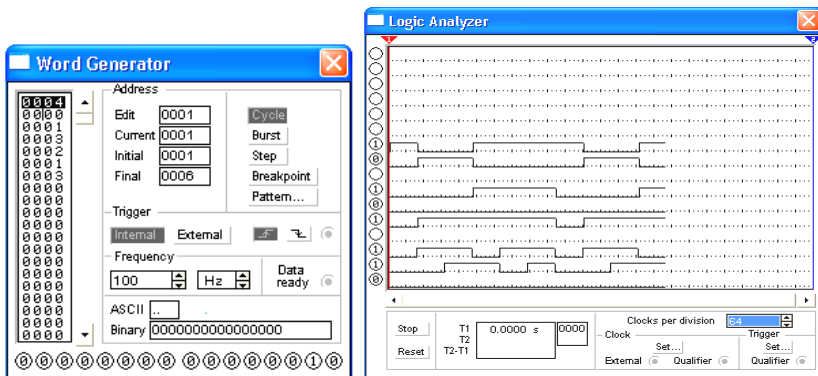 Word Generator
Address
Edit 0001
Current 0001
Initial 0001
Final 0006
Cycle
Burst
Step
Breakpoint
Pattern...
0004
0000
0001
0003
0002
0001
0003
0000
0000
0000
0000
0000
0000
0000
0000
0000
0000
0000
0000
Trigger
Internal External
Frequency
100 Hz
Data ready
ASCII ..
Binary 0000000000000000
0 0 0 0 0 0 0 0 0 0 0 0 0 0 1 0
Logic Analyzer
1 2
1
0
1
0
1
0
1
1
0
Stop
Reset
T1 0.0000 s 0000
T2
T2-T1
Clocks per division 64
Clock
Set...
External Qualifier
Trigger
Set...
Qualifier